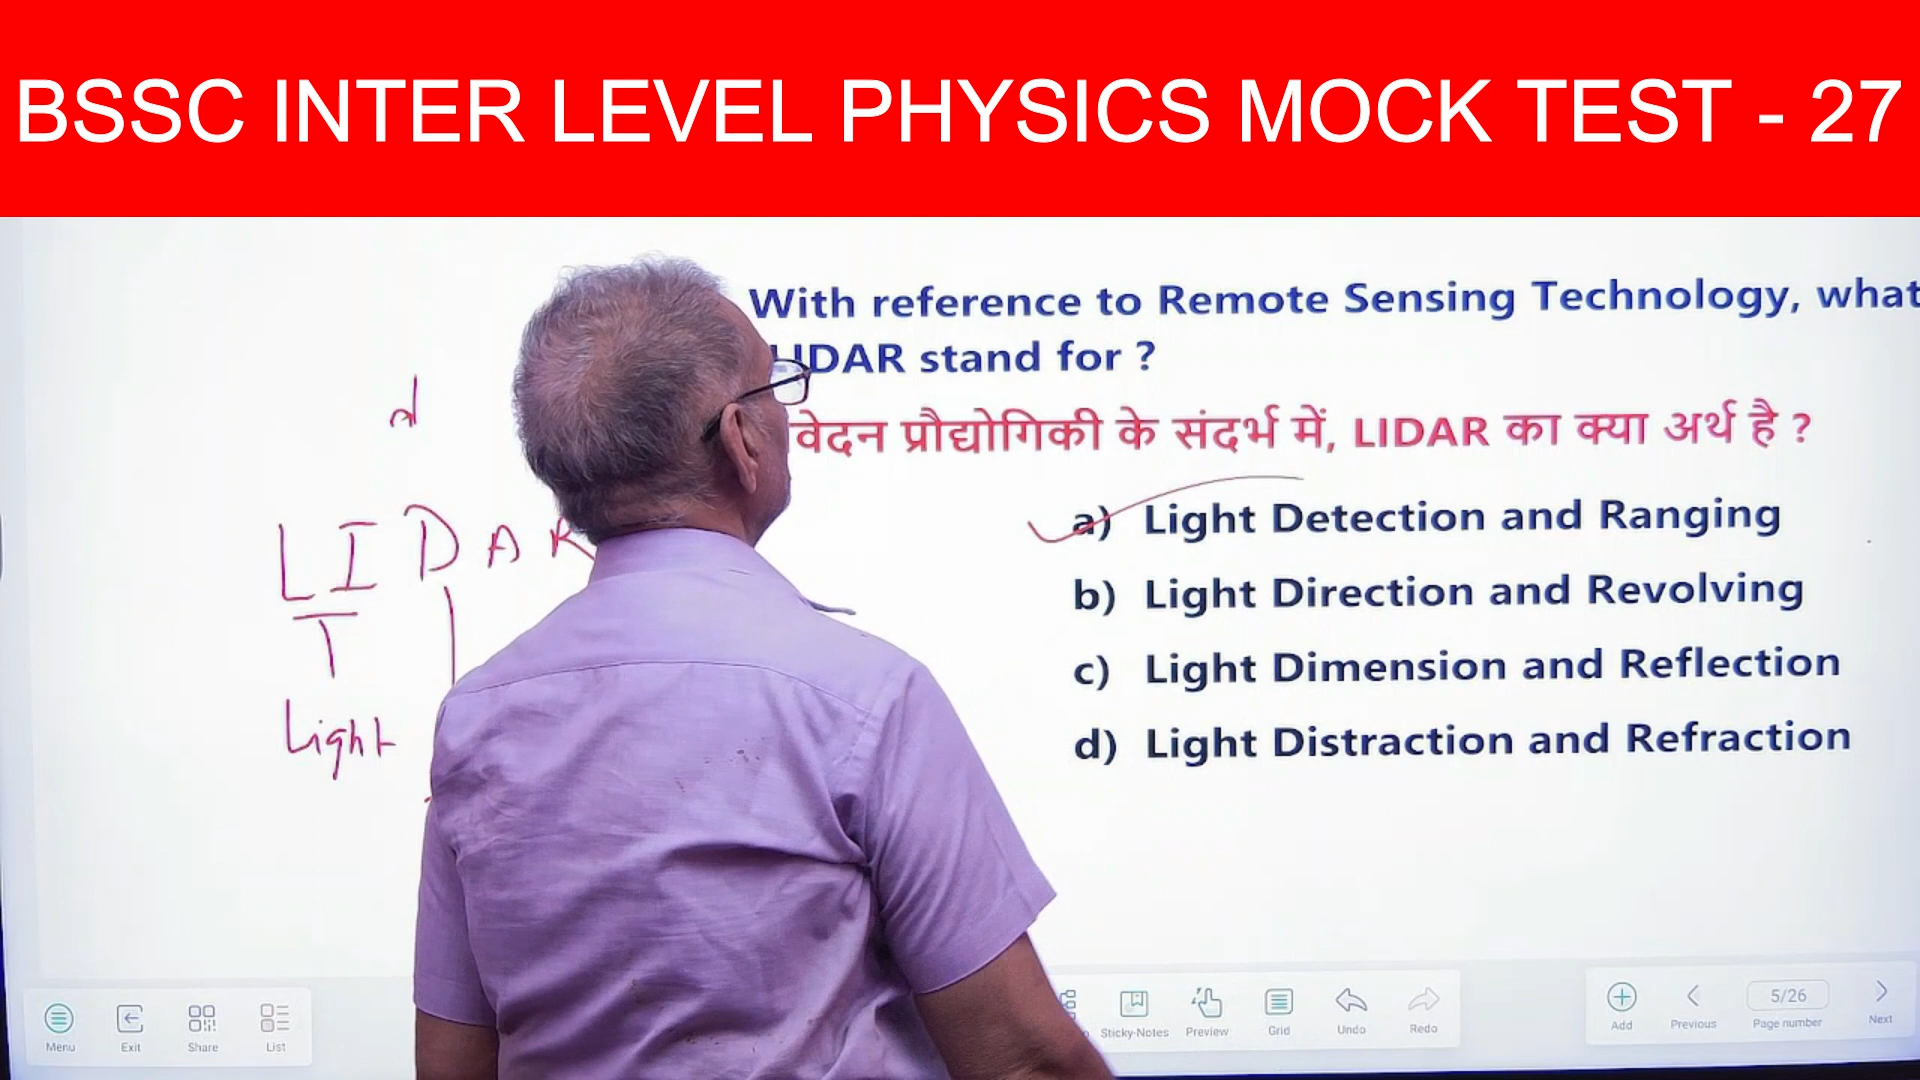 BSSC INTER LEVEL PHYSICS MOCK TEST - 27
With reference to Remote Sensing Technology, what
LIDAR stand for ?
वेदन प्रौद्योगिकी के संदर्भ में, LIDAR का क्या अर्थ है ?
a) Light Detection and Ranging
b) Light Direction and Revolving
c) Light Dimension and Reflection
d) Light Distraction and Refraction
LIDAR
Light
Menu Exit Share List
Sticky-Notes Preview Grid Undo Redo
5/26
Add Previous Page number Next